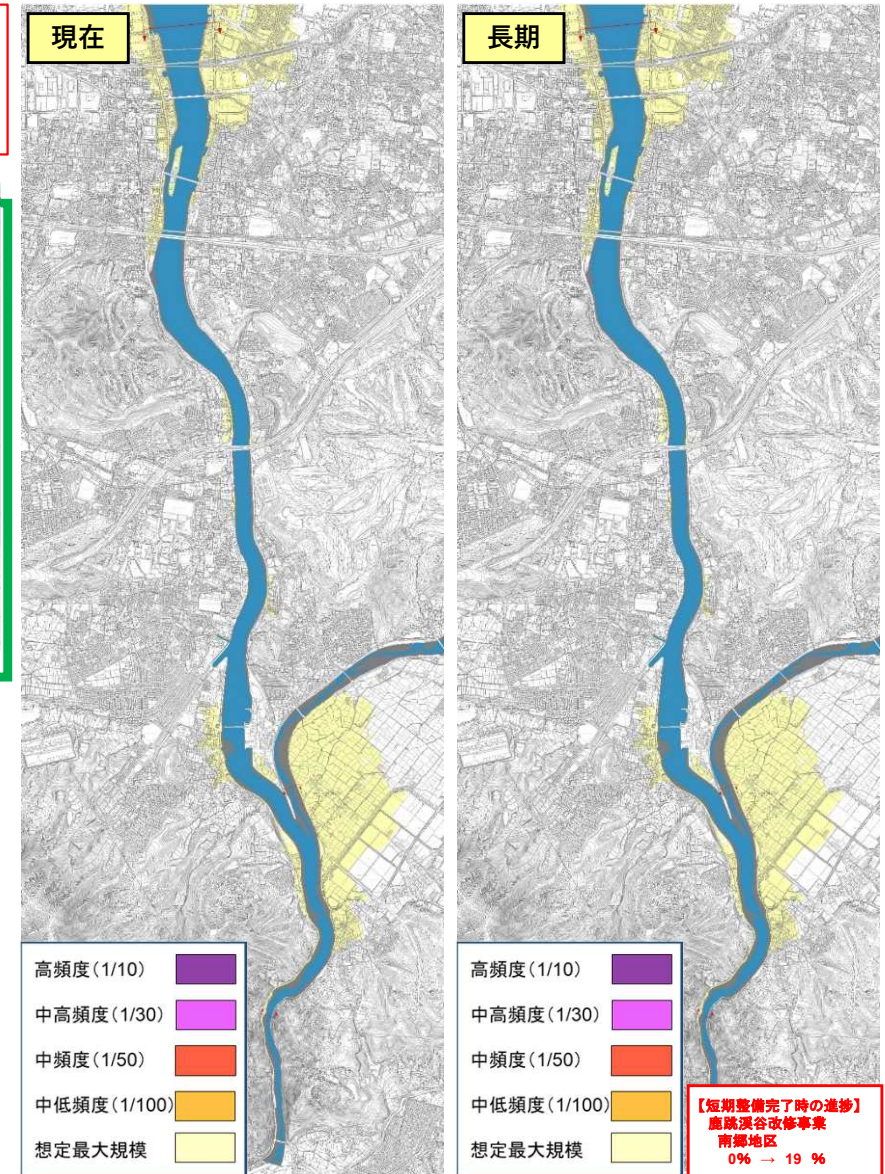 現在
高頻度(1/10)
中高頻度(1/30)
中頻度(1/50)
中低頻度(1/100)
想定最大規模
長期
高頻度(1/10)
中高頻度(1/30)
中頻度(1/50)
中低頻度(1/100)
想定最大規模
【短期整備完了時の進捗】
鹿跳渓谷改修事業
南郷地区
0% → 19 %